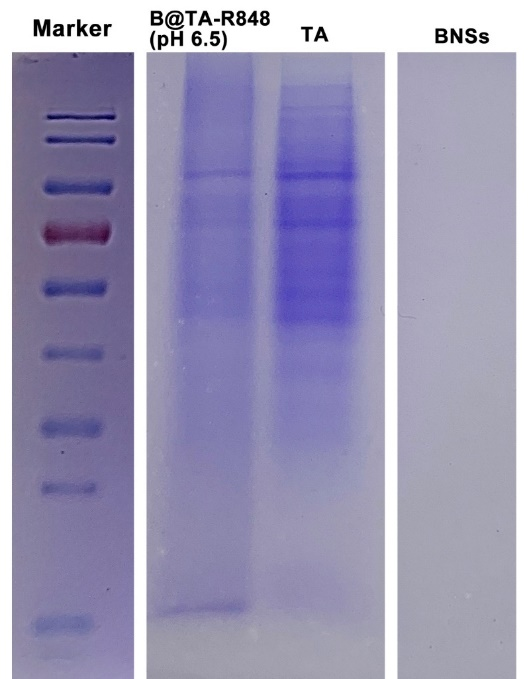 Marker
B@TA-R848
(pH 6.5)
TA
BNSs